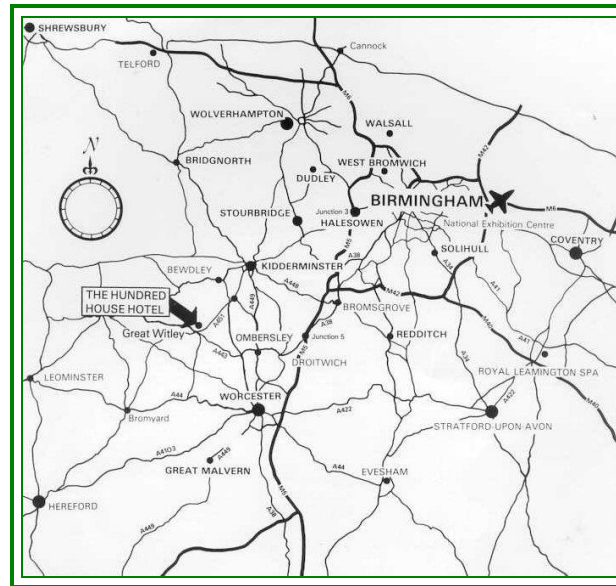 SHREWSBURY
TELFORD
Cannock
M6
WOLVERHAMPTON
WALSALL
M42
N
BRIDGNORTH
WEST BROMWICH
DUDLEY
BIRMINGHAM
M6
STOURBRIDGE
Junction 3
HALESOWEN
National Exhibition Centre
M5
SOLIHULL
COVENTRY
A38
A34
BEWDLEY
KIDDERMINSTER
A41
A448
M42
THE HUNDRED
HOUSE HOTEL
A449
A451
BROMSGROVE
M40
A38
Great Witley
OMBERSLEY
Junction 5
REDDITCH
A41
A443
DROITWICH
M5
A34
ROYAL LEAMINGTON SPA
LEOMINSTER
A44
WORCESTER
A422
A422
M40
Bromyard
STRATFORD-UPON-AVON
A4103
A449
GREAT MALVERN
A44
EVESHAM
HEREFORD
A38
A449